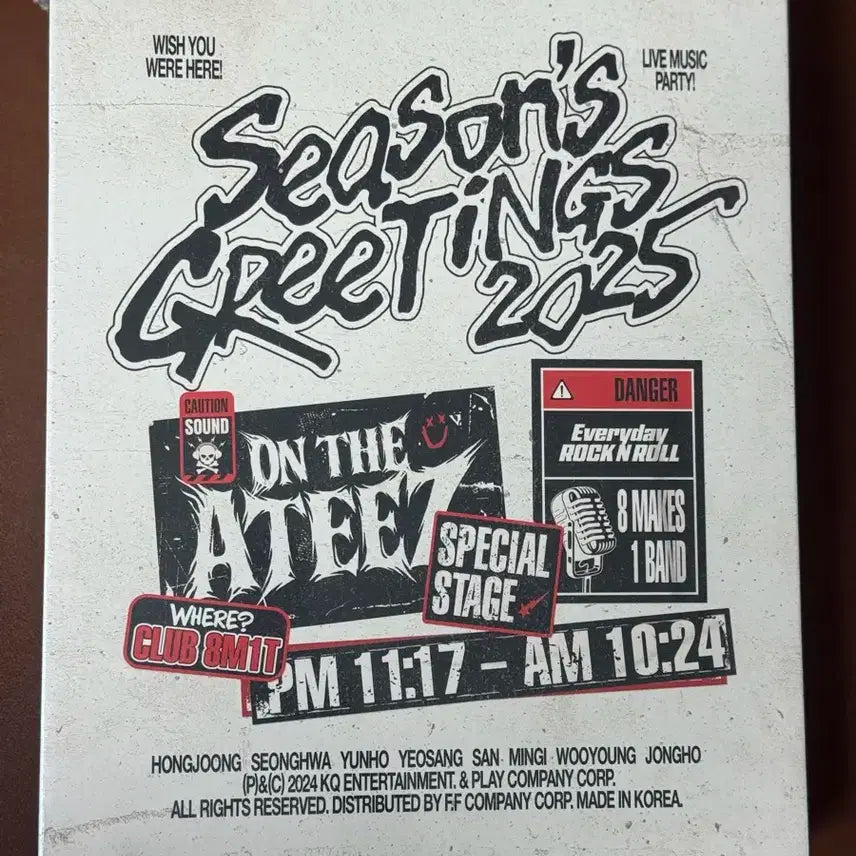 WISH YOU
WERE HERE!
LIVE MUSIC
PARTY!
Season's
GReeTiNGS
2025
CAUTION
SOUND
ON THE
ATEEZ
DANGER
Everyday
ROCK N ROLL
8 MAKES
1 BAND
SPECIAL
STAGE
WHERE?
CLUB 8M1T
PM 11:17 – AM 10:24
HONGJOONG SEONGHWA YUNHO YEOSANG SAN MINGI WOOYOUNG JONGHO
(P)&(C) 2024 KQ ENTERTAINMENT. & PLAY COMPANY CORP.
ALL RIGHTS RESERVED. DISTRIBUTED BY F.F COMPANY CORP. MADE IN KOREA.